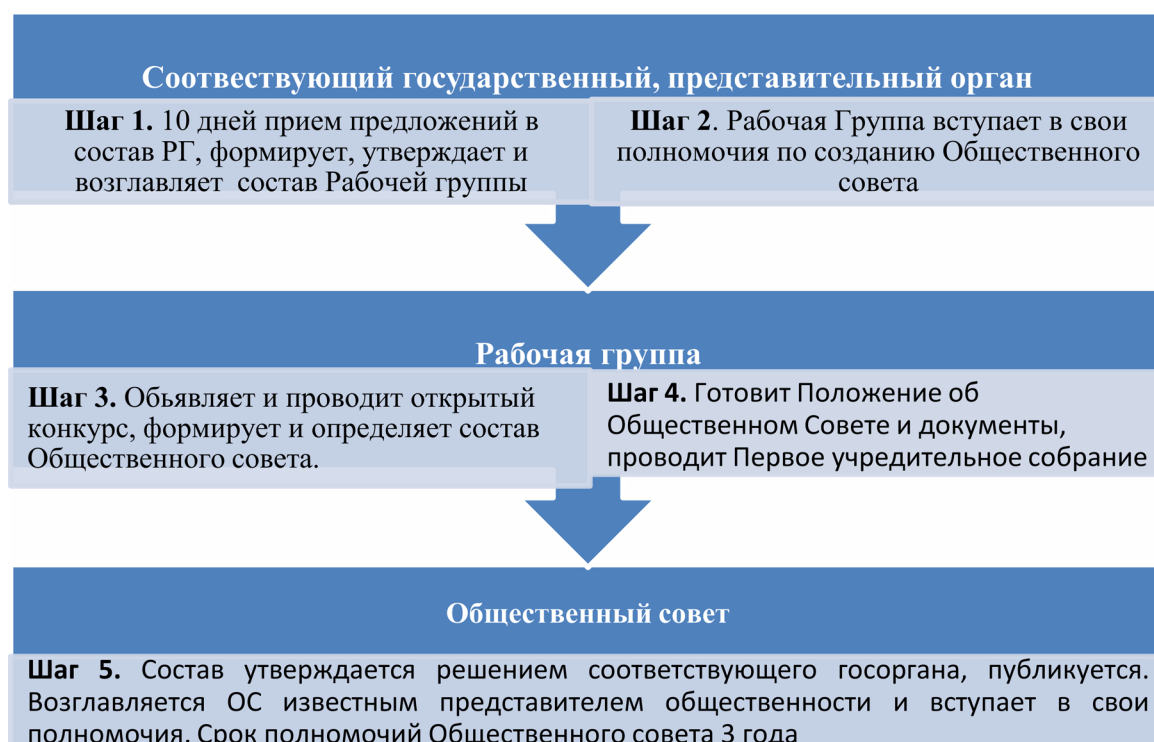 Соотвествующий государственный, представительный орган
Шаг 1. 10 дней прием предложений в
состав РГ, формирует, утверждает и
возглавляет состав Рабочей группы
Шаг 2. Рабочая Группа вступает в свои
полномочия по созданию Общественного
совета
Рабочая группа
Шаг 3. Обьявляет и проводит открытый
конкурс, формирует и определяет состав
Общественного совета.
Шаг 4. Готовит Положение об
Общественном Совете и документы,
проводит Первое учредительное собрание
Общественный совет
Шаг 5. Состав утверждается решением соответствующего госоргана, публикуется.
Возглавляется ОС известным представителем общественности и вступает в свои
полномочия. Срок полномочий Общественного совета 3 года